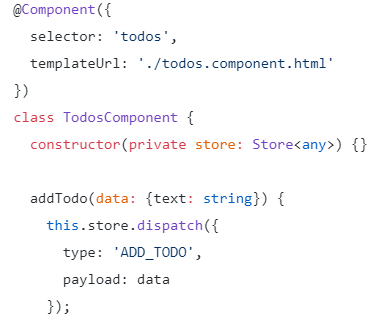 @Component({
  selector: 'todos',
  templateUrl: './todos.component.html'
})
class TodosComponent {
  constructor(private store: Store<any>) {}

  addTodo(data: {text: string}) {
    this.store.dispatch({
      type: 'ADD_TODO',
      payload: data
    });